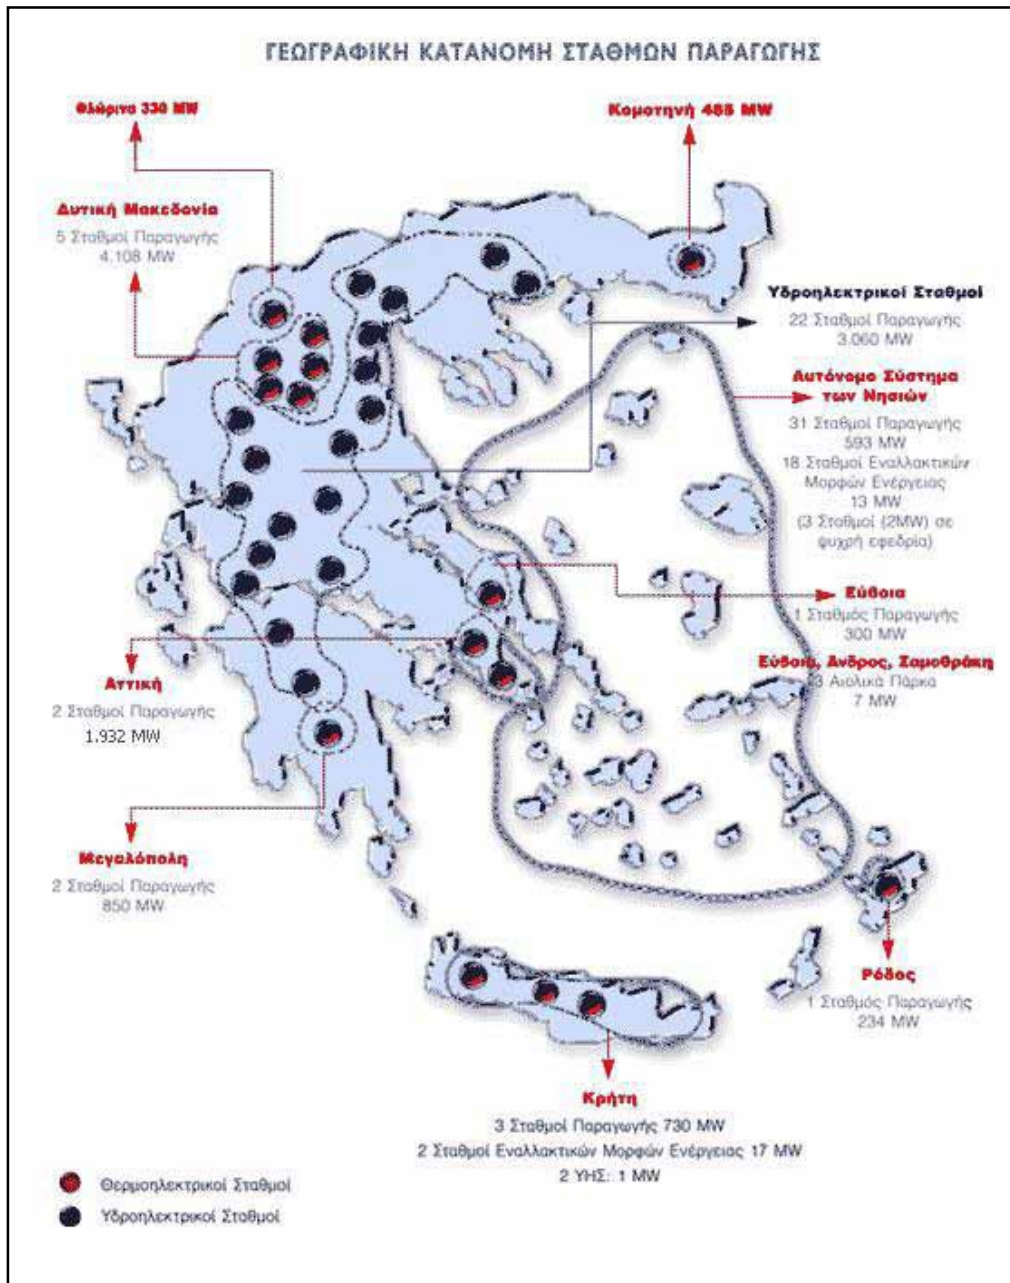 ΓΕΩΓΡΑΦΙΚΗ ΚΑΤΑΝΟΜΗ ΣΤΑΘΜΩΝ ΠΑΡΑΓΩΓΗΣ
Φλώρινα 330 MW
Κομοτηνή 485 MW
Δυτική Μακεδονία
5 Σταθμοί Παραγωγής
4.108 MW
Υδροηλεκτρικοί Σταθμοί
22 Σταθμοί Παραγωγής
3.060 MW
Αυτόνομο Σύστημα
των Νησιών
31 Σταθμοί Παραγωγής
593 MW
18 Σταθμοί Εναλλακτικών
Μορφών Ενέργειας
13 MW
(3 Σταθμοί (2MW) σε
ψυχρή εφεδρία)
Εύβοια
1 Σταθμός Παραγωγής
300 MW
Εύβοια, Άνδρος, Σαμοθράκη
3 Αιολικά Πάρκα
7 MW
Αττική
2 Σταθμοί Παραγωγής
1.932 MW
Μεγαλόπολη
2 Σταθμοί Παραγωγής
850 MW
Ρόδος
1 Σταθμός Παραγωγής
234 MW
Κρήτη
3 Σταθμοί Παραγωγής 730 MW
2 Σταθμοί Εναλλακτικών Μορφών Ενέργειας 17 MW
2 ΥΗΣ: 1 MW
Θερμοηλεκτρικοί Σταθμοί
Υδροηλεκτρικοί Σταθμοί